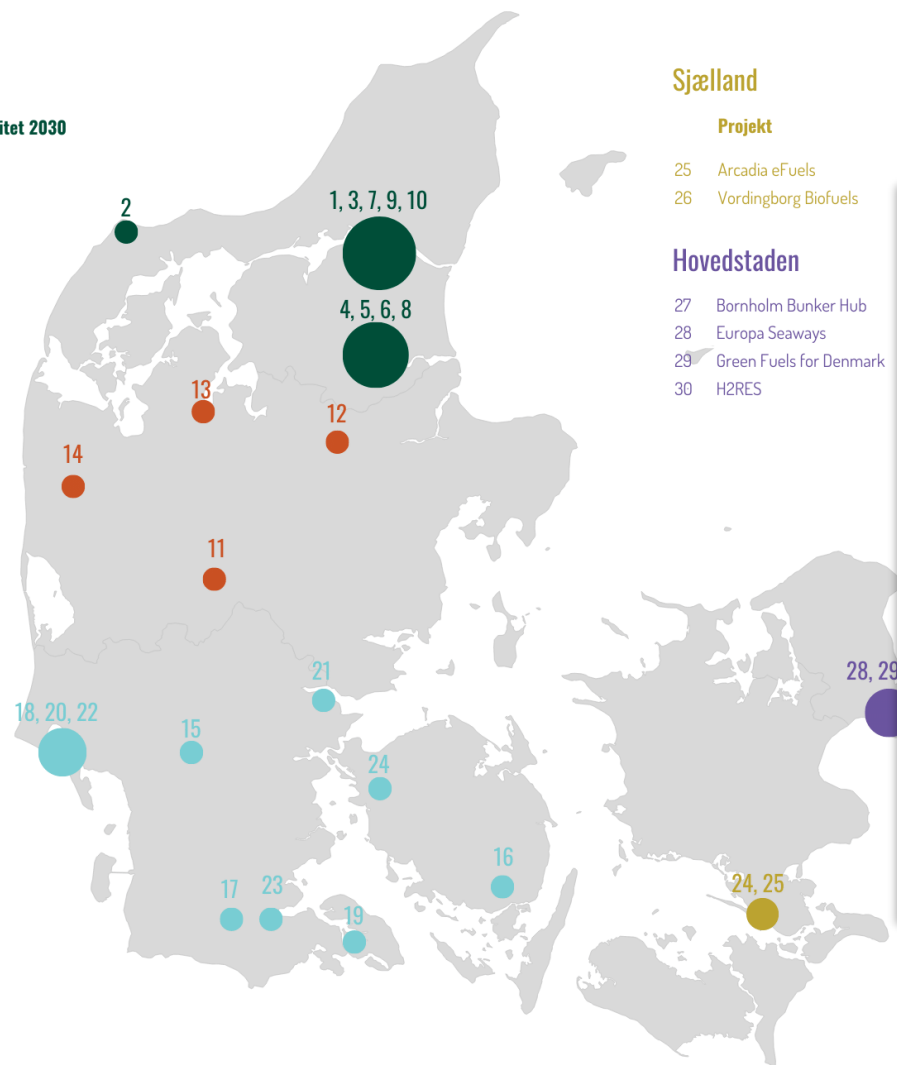 itet 2030
2
1, 3, 7, 9, 10
4, 5, 6, 8
13
12
14
11
21
18, 20, 22
15
24
16
17
23
19
Sjælland
Projekt
25 Arcadia eFuels
26 Vordingborg Biofuels
Hovedstaden
27 Bornholm Bunker Hub
28 Europa Seaways
29 Green Fuels for Denmark
30 H2RES
28, 29
24, 25